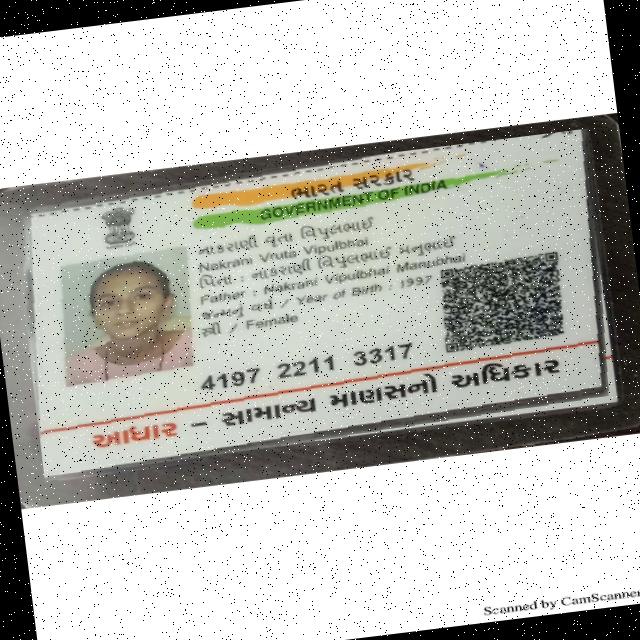 ભારત સરકાર
GOVERNMENT OF INDIA
નાકરાણી વૃતા વિપુલભાઈ
Nakrani Vruta Vipulbhai
પિતા : નાકરાણી વિપુલભાઈ મનુભાઈ
Father : Nakrani Vipulbhai Manubhai
જન્મનું વર્ષ / Year of Birth : 1997
સ્ત્રી / Female
4197 2211 3317
આધાર – સામાન્ય માણસનો અધિકાર
Scanned by CamScanner